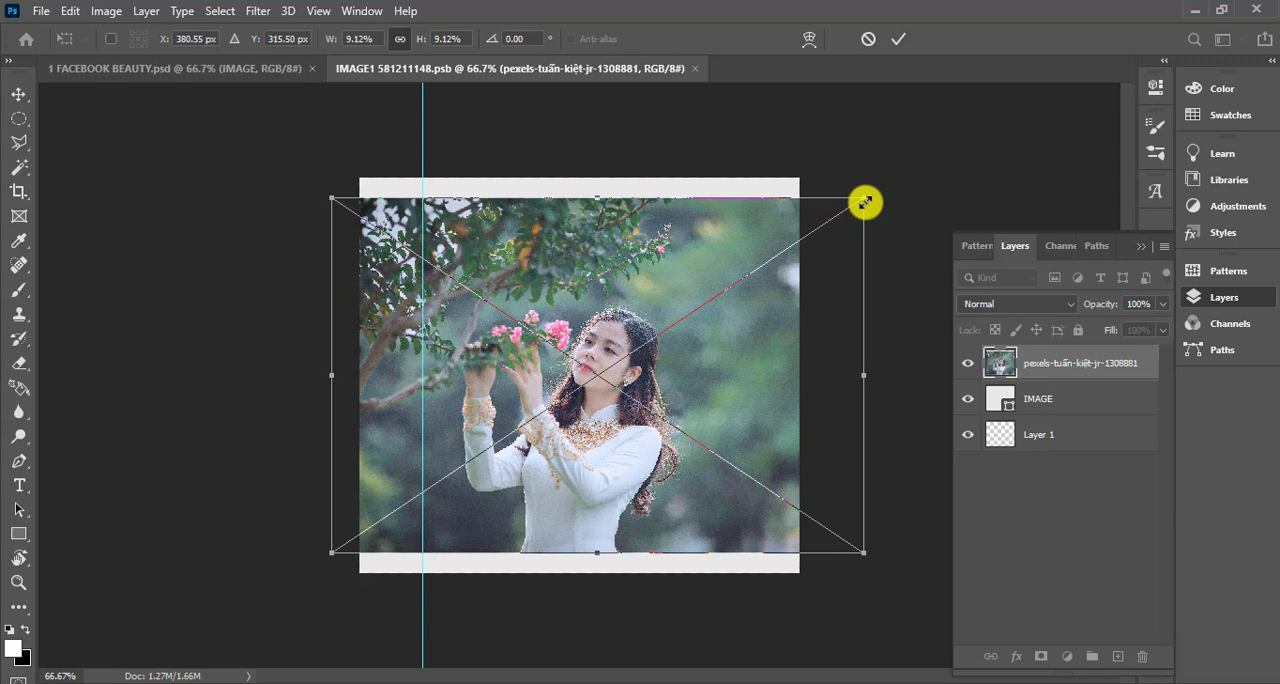 Ps File Edit Image Layer Type Select Filter 3D View Window Help
X: 380.55 px Y: 315.50 px W: 9.12% H: 9.12% 0.00 ° Anti-alias
1 FACEBOOK BEAUTY.psd @ 66.7% (IMAGE, RGB/8#) × IMAGE1 581211148.psb @ 66.7% (pexels-tuấn-kiệt-jr-1308881, RGB/8#) ×
Color
Swatches
Learn
Libraries
Adjustments
fx Styles
Patterns
Layers
Channels
Paths
Pattern Layers Channe Paths
Kind
Normal Opacity: 100%
Lock: Fill: 100%
pexels-tuấn-kiệt-jr-1308881
IMAGE
Layer 1
fx
66.67% Doc: 1.27M/1.66M